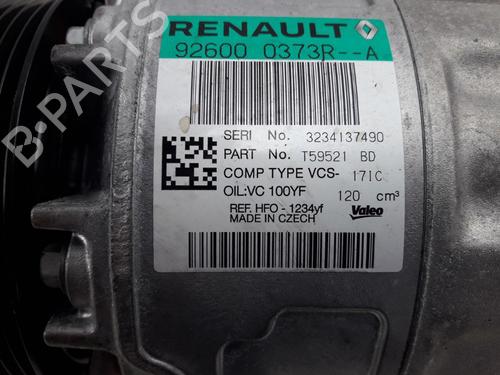 RENAULT
92600 0373R--A
SERI No. 3234137490
PART No. T59521 BD
COMP TYPE VCS- 171C
OIL:VC 100YF 120 cm³
REF. HFO - 1234yf
MADE IN CZECH
Valeo
B-PARTS